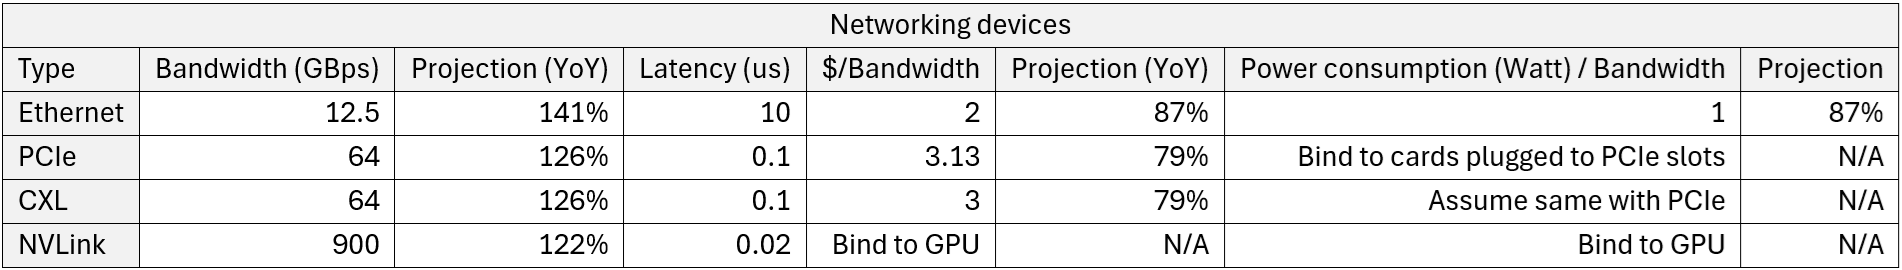 Networking devices
Type Bandwidth (GBps) Projection (YoY) Latency (us) $/Bandwidth Projection (YoY) Power consumption (Watt) / Bandwidth Projection
Ethernet 12.5 141% 10 2 87% 1 87%
PCIe 64 126% 0.1 3.13 79% Bind to cards plugged to PCIe slots N/A
CXL 64 126% 0.1 3 79% Assume same with PCIe N/A
NVLink 900 122% 0.02 Bind to GPU N/A Bind to GPU N/A